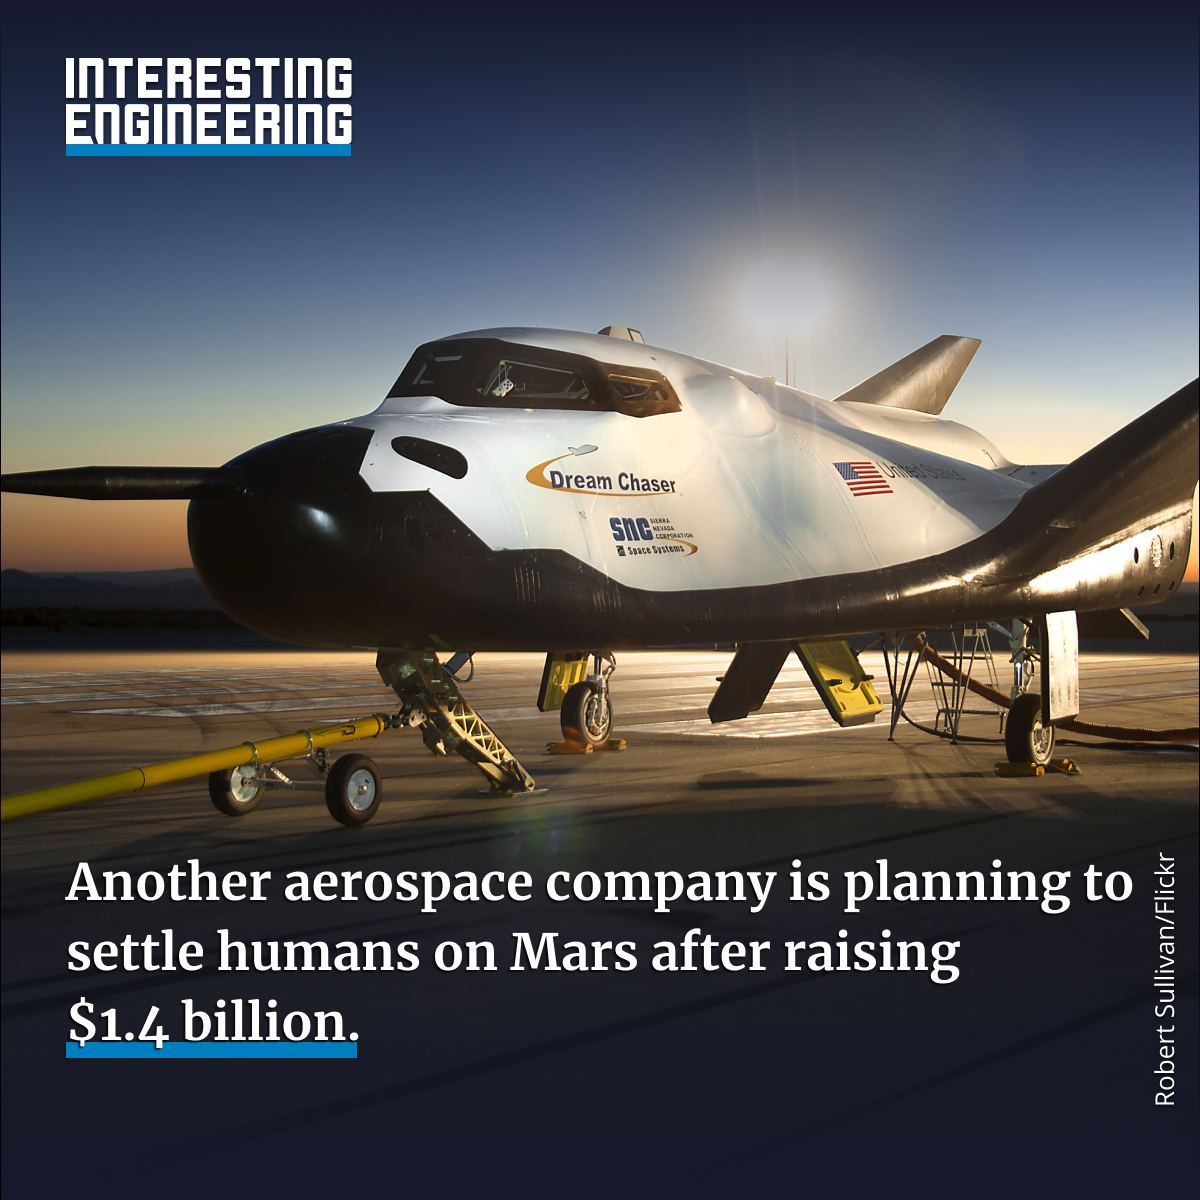 INTERESTING
ENGINEERING
Dream Chaser
snc SIERRA
NEVADA
CORPORATION
Space Systems
United States
Another aerospace company is planning to
settle humans on Mars after raising
$1.4 billion.
Robert Sullivan/Flickr